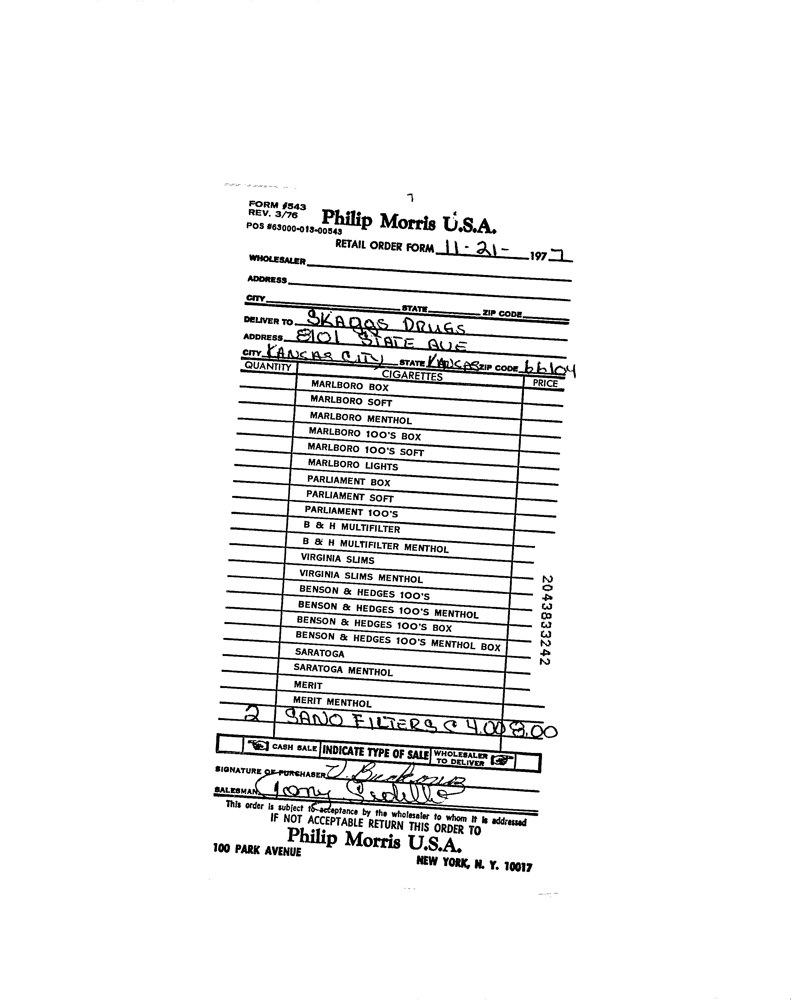 FORM #543
REV. 3/76
POS #63000-013-00543
Philip Morris U.S.A.
RETAIL ORDER FORM 11-21- 1977
WHOLESALER
ADDRESS
CITY STATE ZIP CODE
DELIVER TO SKAGGS DRUGS
ADDRESS 8101 STATE AVE
CITY KANSAS CITY STATE KANSAS ZIP CODE 66104
QUANTITY CIGARETTES PRICE
MARLBORO BOX
MARLBORO SOFT
MARLBORO MENTHOL
MARLBORO 100'S BOX
MARLBORO 100'S SOFT
MARLBORO LIGHTS
PARLIAMENT BOX
PARLIAMENT SOFT
PARLIAMENT 100'S
B & H MULTIFILTER
B & H MULTIFILTER MENTHOL
VIRGINIA SLIMS
VIRGINIA SLIMS MENTHOL
BENSON & HEDGES 100'S
BENSON & HEDGES 100'S MENTHOL
BENSON & HEDGES 100'S BOX
BENSON & HEDGES 100'S MENTHOL BOX
SARATOGA
SARATOGA MENTHOL
MERIT
MERIT MENTHOL
2 SANO FILTERS @ 4.00 8.00
CASH SALE INDICATE TYPE OF SALE WHOLESALER TO DELIVER
SIGNATURE OF PURCHASER
SALESMAN Tony Sedillo
This order is subject to acceptance by the wholesaler to whom it is addressed
IF NOT ACCEPTABLE RETURN THIS ORDER TO
Philip Morris U.S.A.
100 PARK AVENUE NEW YORK, N. Y. 10017
2043833242